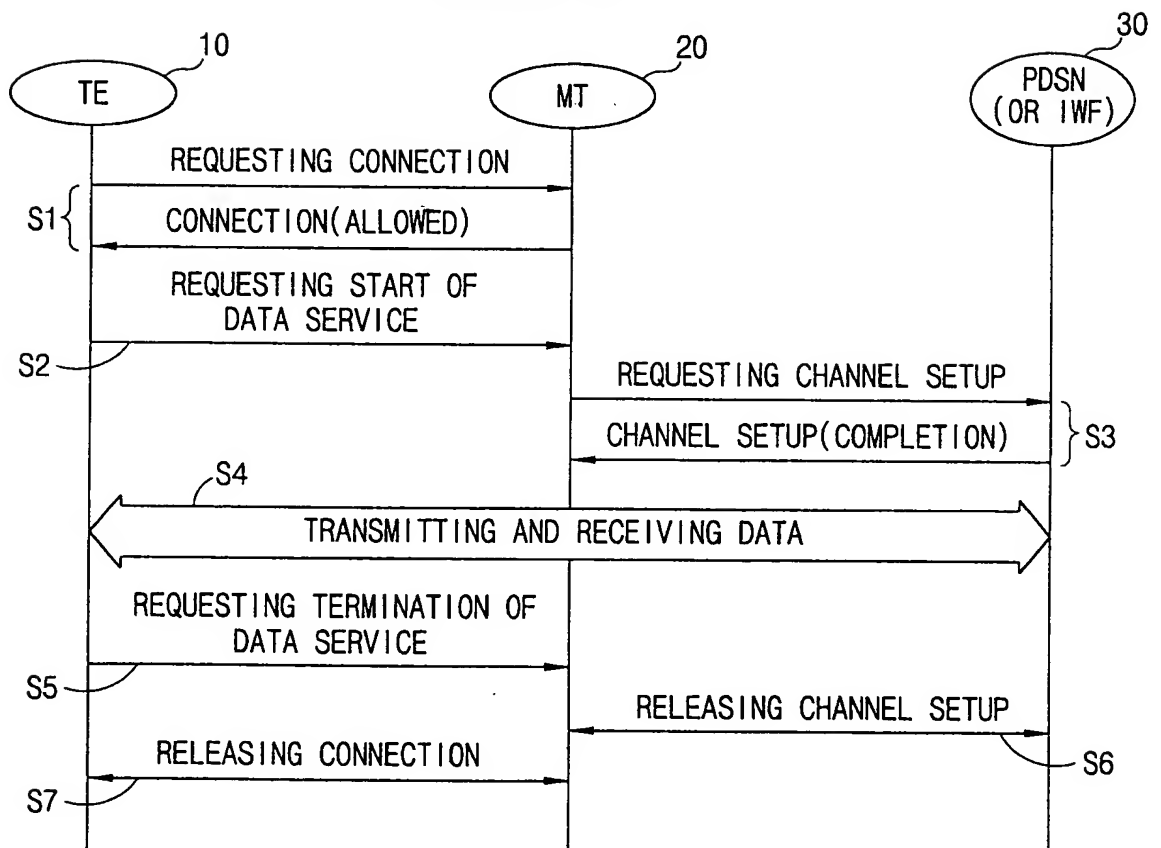 10
20
30
TE
MT
PDSN
(OR IWF)
REQUESTING CONNECTION
S1
CONNECTION(ALLOWED)
REQUESTING START OF
DATA SERVICE
S2
REQUESTING CHANNEL SETUP
CHANNEL SETUP(COMPLETION)
S3
S4
TRANSMITTING AND RECEIVING DATA
REQUESTING TERMINATION OF
DATA SERVICE
S5
RELEASING CHANNEL SETUP
S6
RELEASING CONNECTION
S7